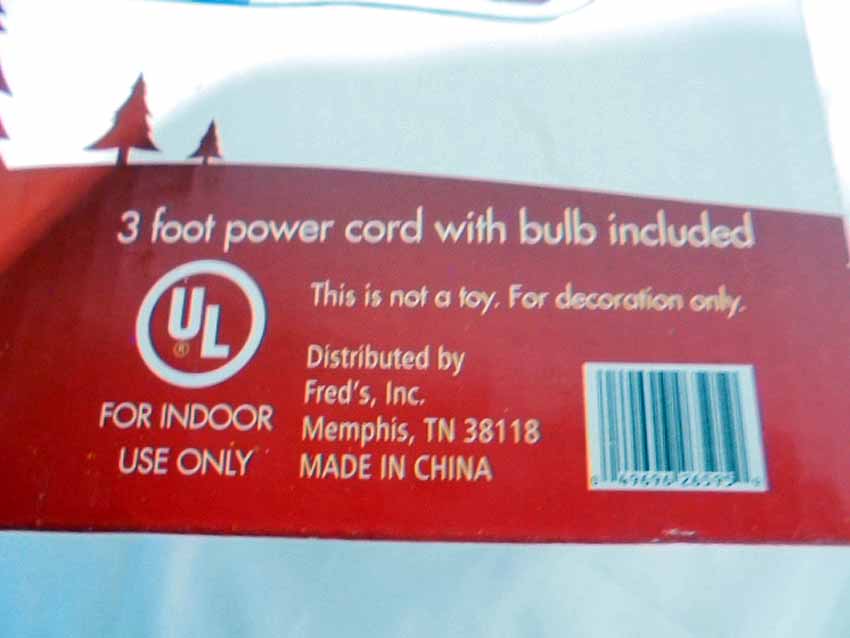 3 foot power cord with bulb included
UL
®
This is not a toy. For decoration only.
Distributed by
Fred's, Inc.
Memphis, TN 38118
MADE IN CHINA
FOR INDOOR
USE ONLY